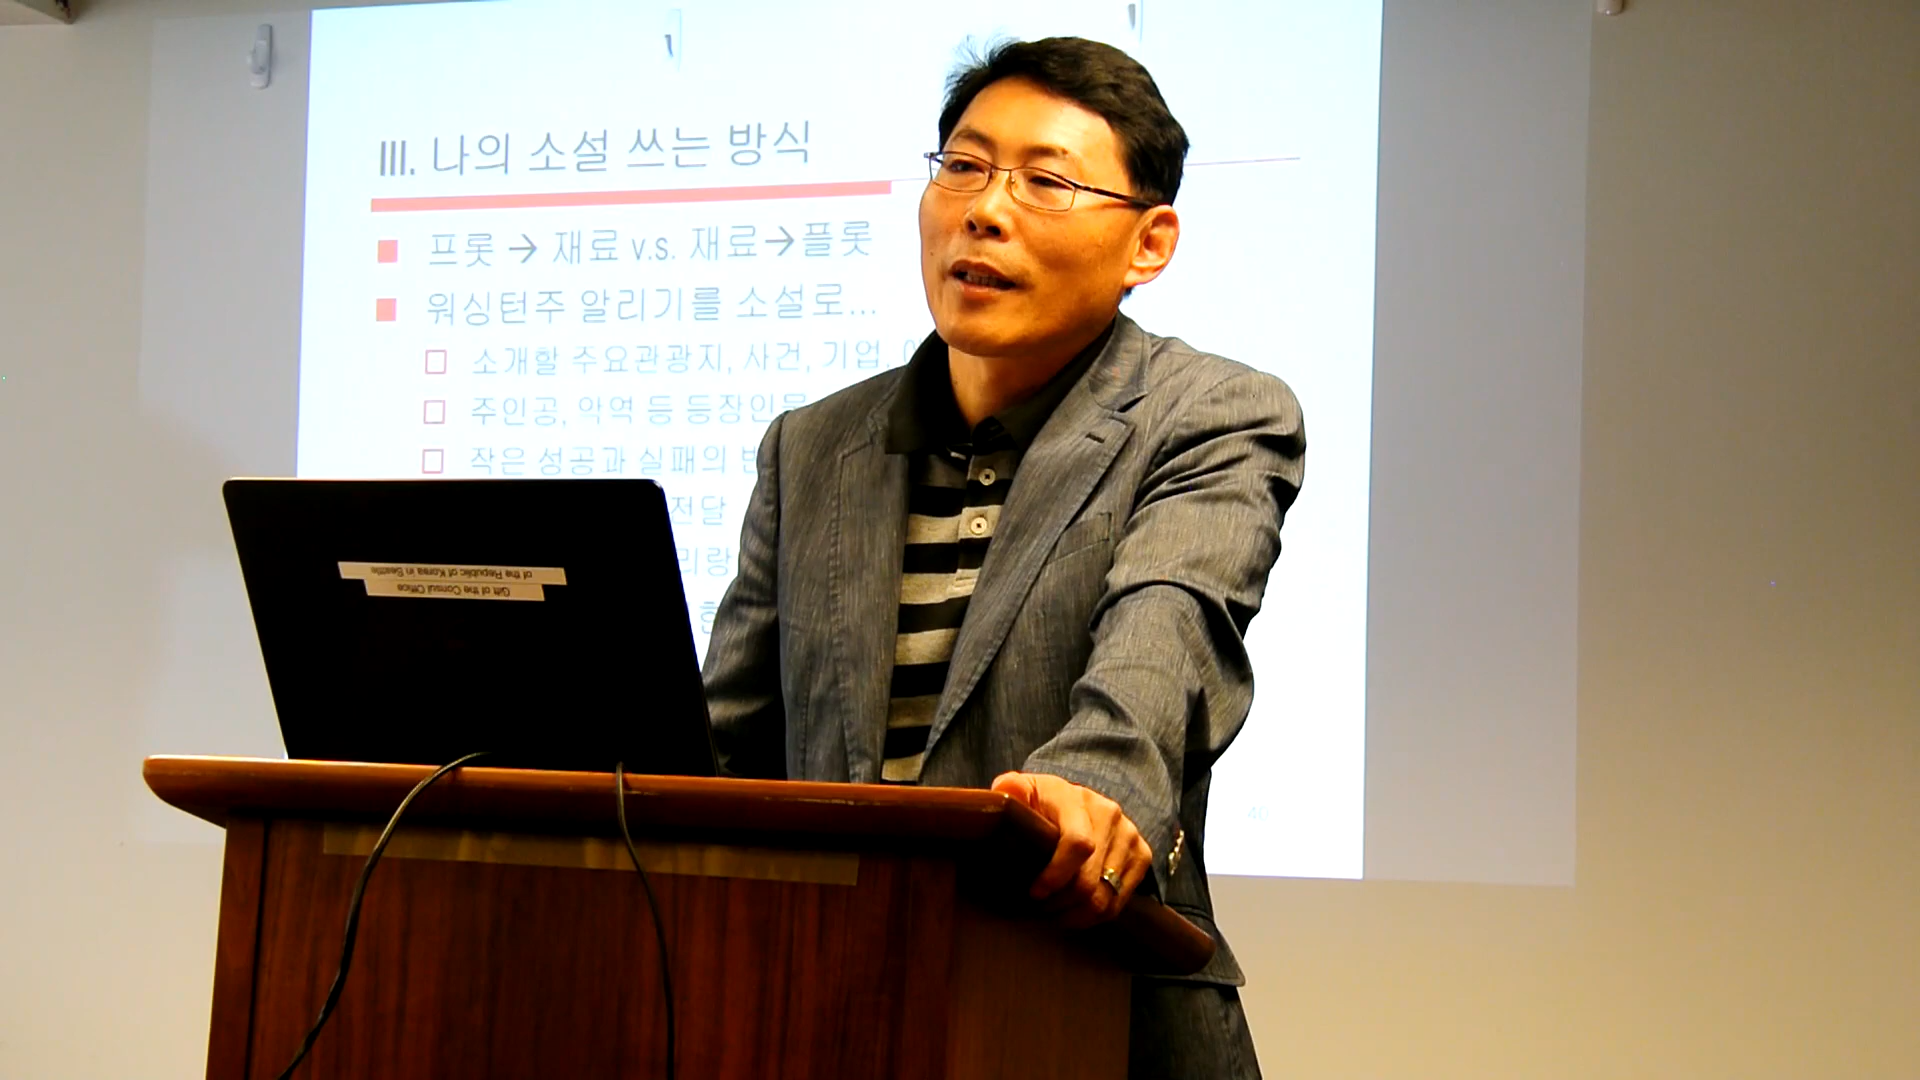 III. 나의 소설 쓰는 방식
프롯 → 재료 v.s. 재료→플롯
워싱턴주 알리기를 소설로...
소개할 주요관광지, 사건, 기업,
주인공, 악역 등 등장인물
작은 성공과 실패의
전달
리랑
40
of the Republic of Korea in Seattle
Gift of the Consul Office